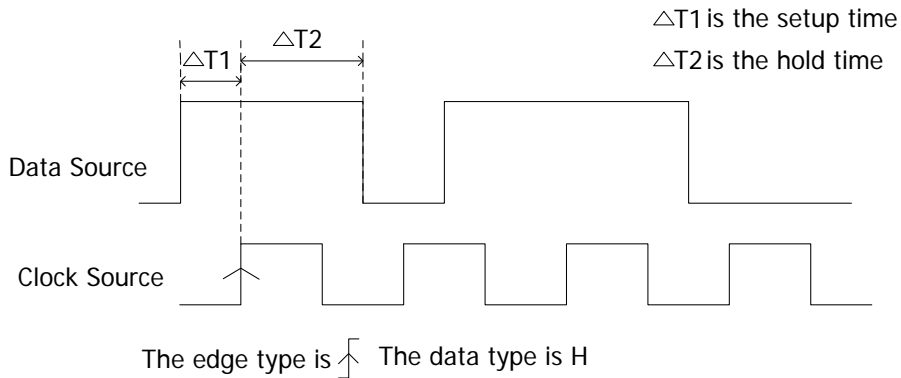 △T1 is the setup time
△T2
△T1
△T2 is the hold time
Data Source
Clock Source
The edge type is The data type is H